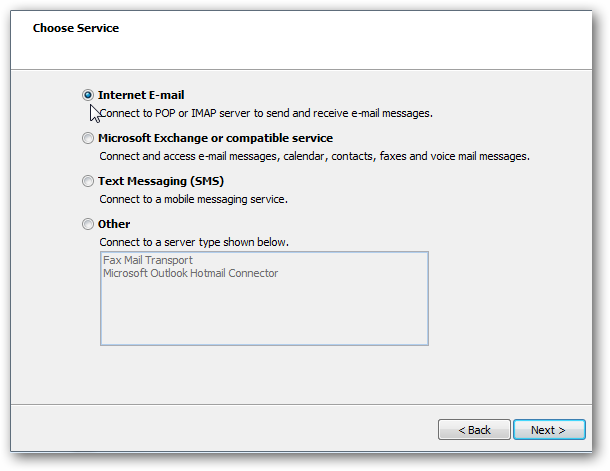 Choose Service
Internet E-mail
Connect to POP or IMAP server to send and receive e-mail messages.
Microsoft Exchange or compatible service
Connect and access e-mail messages, calendar, contacts, faxes and voice mail messages.
Text Messaging (SMS)
Connect to a mobile messaging service.
Other
Connect to a server type shown below.
Fax Mail Transport
Microsoft Outlook Hotmail Connector
< Back
Next >